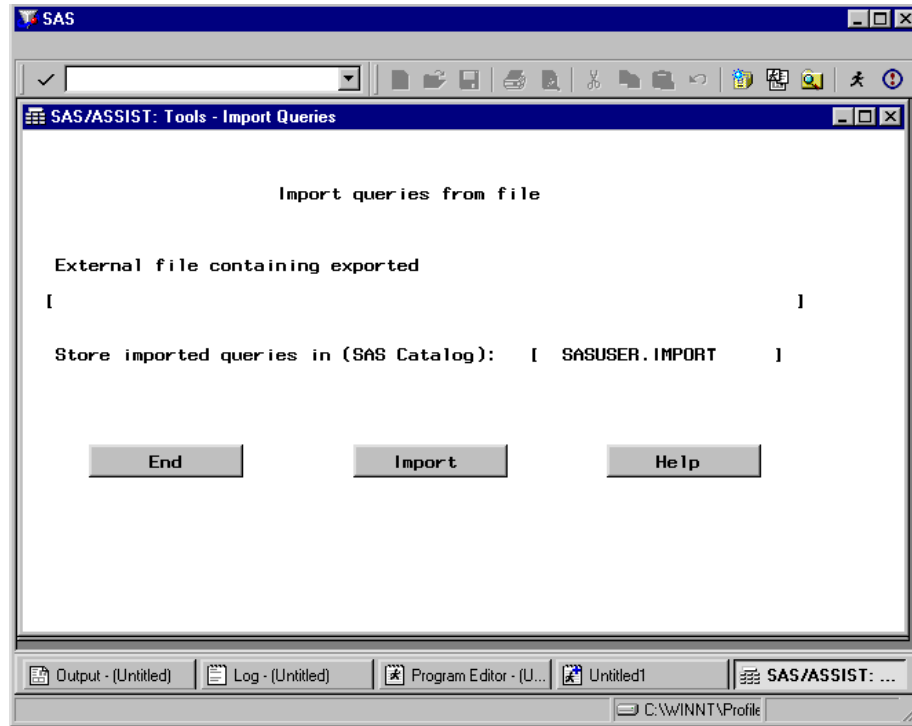 SAS
SAS/ASSIST: Tools - Import Queries
Import queries from file
External file containing exported
[ ]
Store imported queries in (SAS Catalog): [ SASUSER.IMPORT ]
End Import Help
Output - (Untitled) Log - (Untitled) Program Editor - (U... Untitled1 SAS/ASSIST: ...
C:\WINNT\Profile